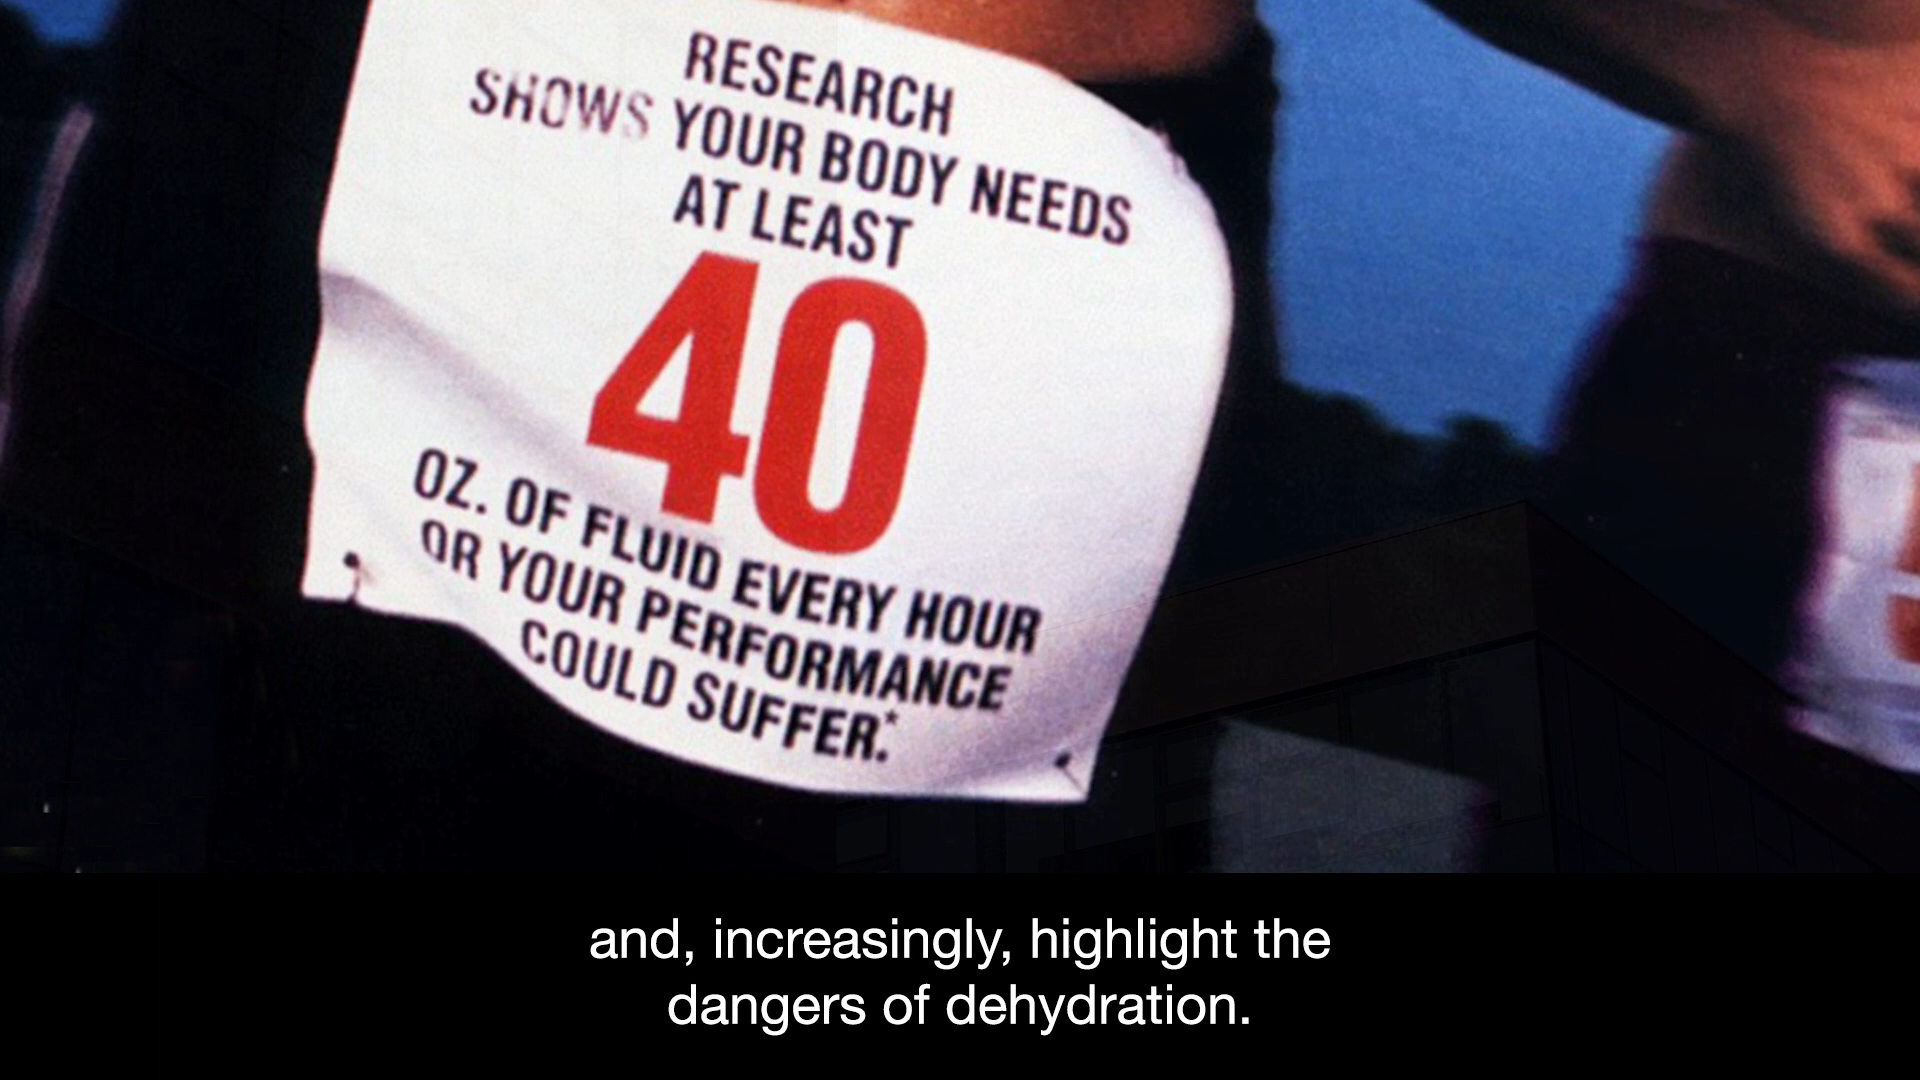 RESEARCH
SHOWS YOUR BODY NEEDS
AT LEAST
40
OZ. OF FLUID EVERY HOUR
OR YOUR PERFORMANCE
COULD SUFFER.*
and, increasingly, highlight the
dangers of dehydration.